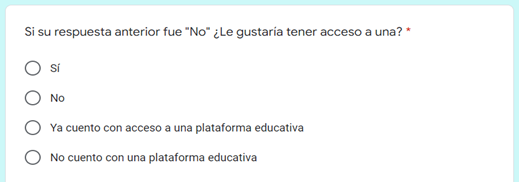 Si su respuesta anterior fue "No" ¿Le gustaría tener acceso a una? *
Sí
No
Ya cuento con acceso a una plataforma educativa
No cuento con una plataforma educativa